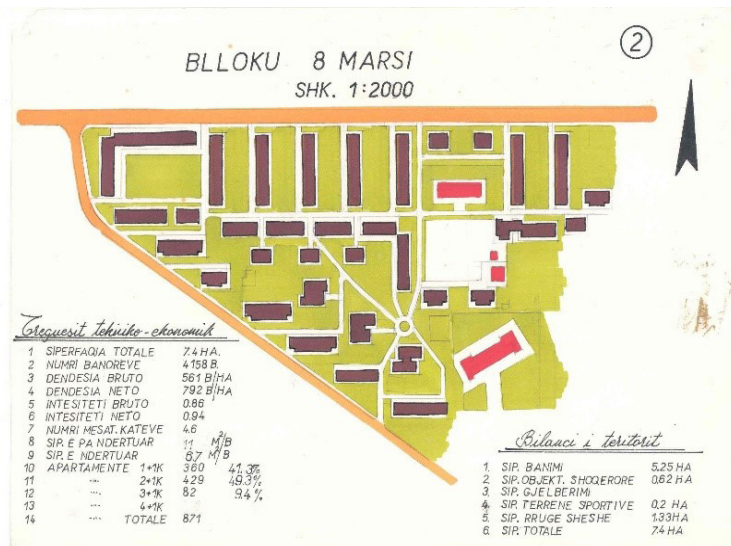 2
BLLOKU 8 MARSI
SHK. 1:2000
Treguesit tekniko-ekonomik
1 SIPERFAQJA TOTALE 7.4 HA.
2 NUMRI BANOREVE 4158 B.
3 DENDESIA BRUTO 561 B/HA
4 DENDESIA NETO 792 B/HA
5 INTESITETI BRUTO 0.86
6 INTESITETI NETO 0.94
7 NUMRI MESAT. KATEVE 4.6
8 SIP. E PA NDERTUAR 11 M²/B
9 SIP. E NDERTUAR 6.7 M²/B
10 APARTAMENTE 1+1K 360 41.3%
11 -"- 2+1K 429 49.3%
12 -"- 3+1K 82 9.4%
13 -"- 4+1K
14 -"- TOTALE 871
Bilanci i teritorit
1. SIP. BANIMI 5.25 HA
2. SIP. OBJEKT. SHOQERORE 0.62 HA
3. SIP. GJELBERIMI
4. SIP. TERRENE SPORTIVE 0.2 HA
5. SIP. RRUGE SHESHE 1.33 HA
6. SIP. TOTALE 7.4 HA